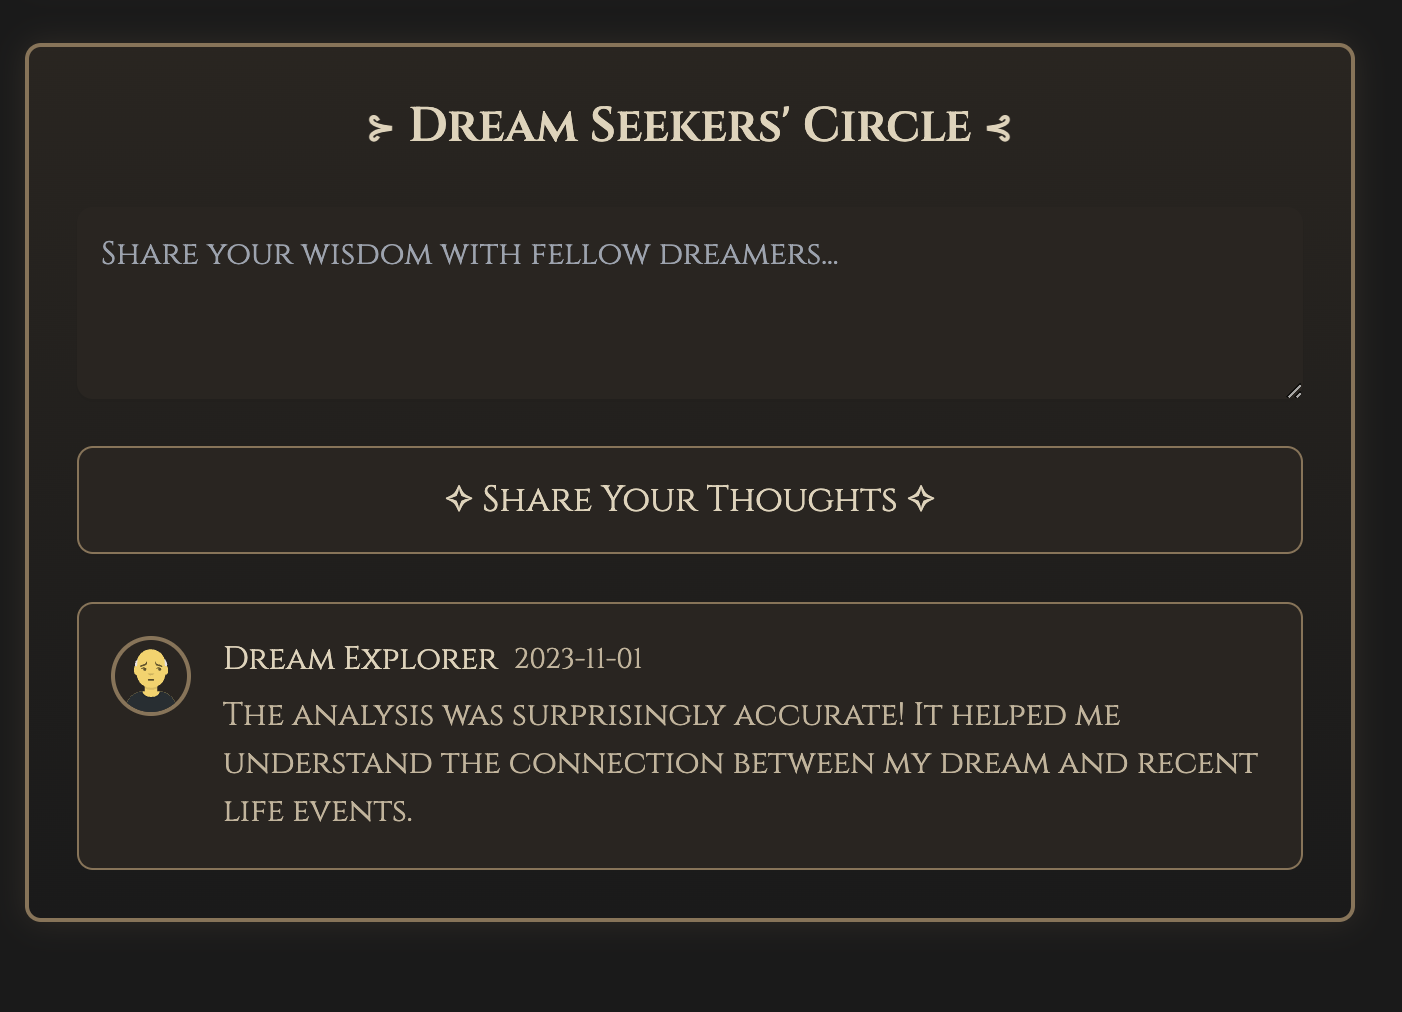 ⊱ Dream Seekers' Circle ⊰
Share your wisdom with fellow dreamers...
✧ Share Your Thoughts ✧
Dream Explorer 2023-11-01
The analysis was surprisingly accurate! It helped me
understand the connection between my dream and recent
life events.